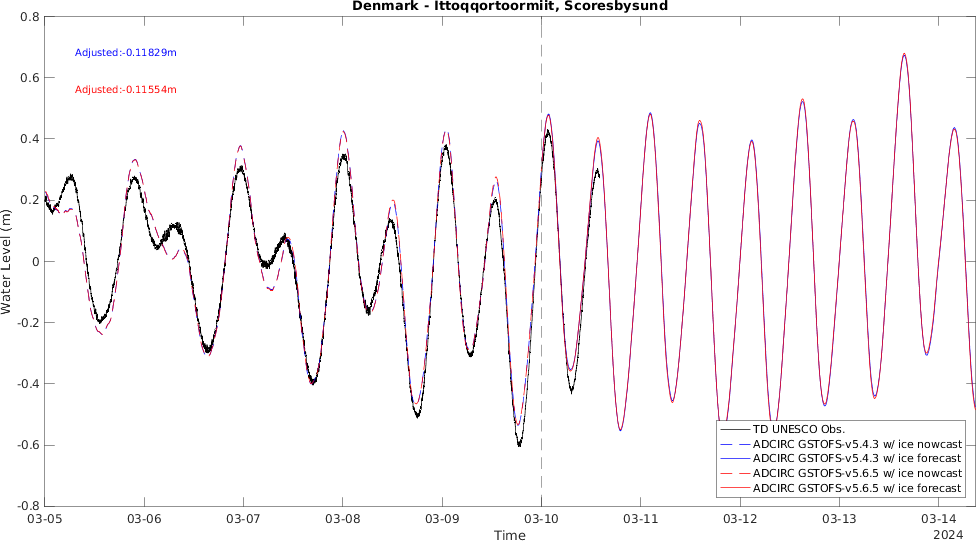 Denmark - Ittoqqortoormiit, Scoresbysund
0.8
0.6
0.4
0.2
0
-0.2
-0.4
-0.6
-0.8
Water Level (m)
Adjusted:-0.11829m
Adjusted:-0.11554m
TD UNESCO Obs.
ADCIRC GSTOFS-v5.4.3 w/ ice nowcast
ADCIRC GSTOFS-v5.4.3 w/ ice forecast
ADCIRC GSTOFS-v5.6.5 w/ ice nowcast
ADCIRC GSTOFS-v5.6.5 w/ ice forecast
03-05 03-06 03-07 03-08 03-09 03-10 03-11 03-12 03-13 03-14
Time
2024